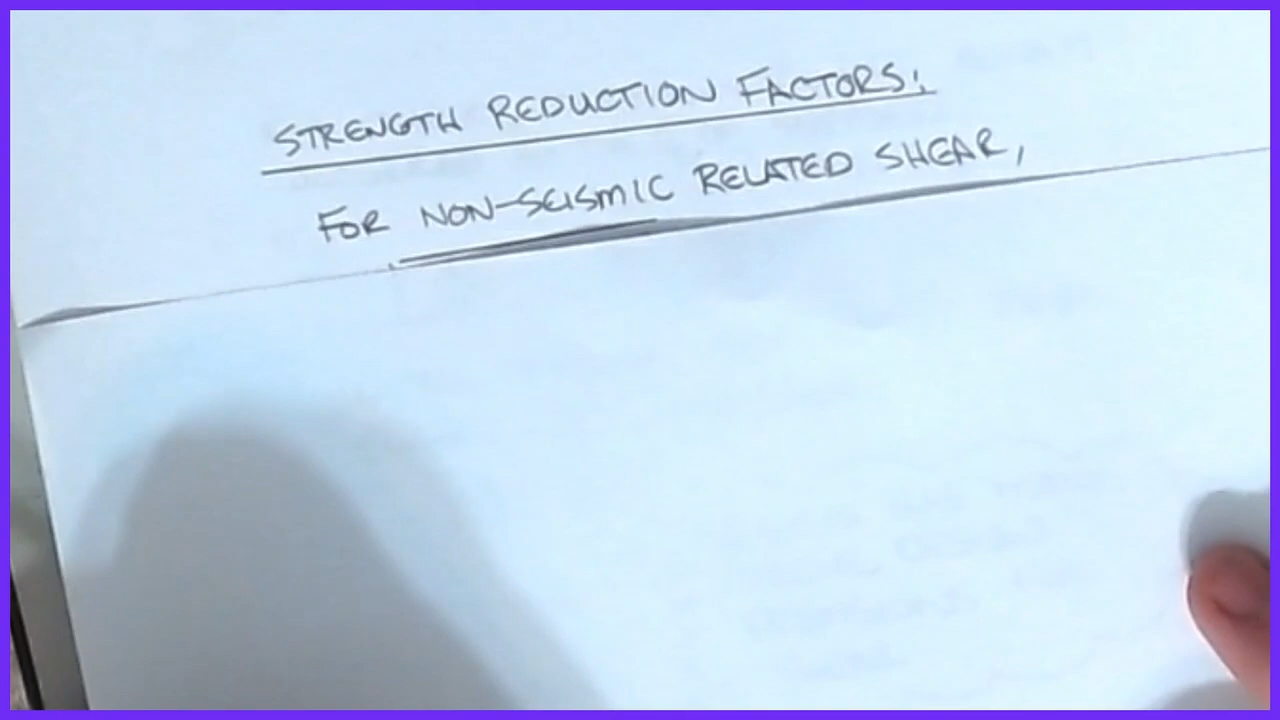 STRENGTH REDUCTION FACTORS:
FOR NON-SEISMIC RELATED SHEAR,